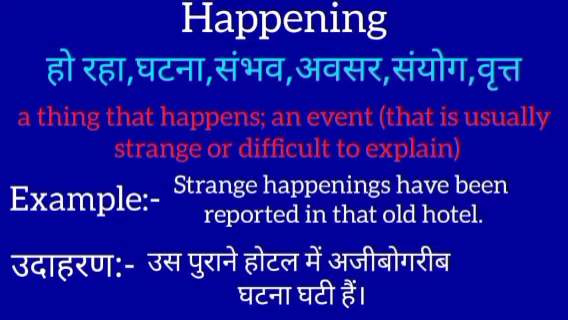 Happening
हो रहा,घटना,संभव,अवसर,संयोग,वृत्त
a thing that happens; an event (that is usually
strange or difficult to explain)
Example:- Strange happenings have been
reported in that old hotel.
उदाहरण:- उस पुराने होटल में अजीबोगरीब
घटना घटी हैं।